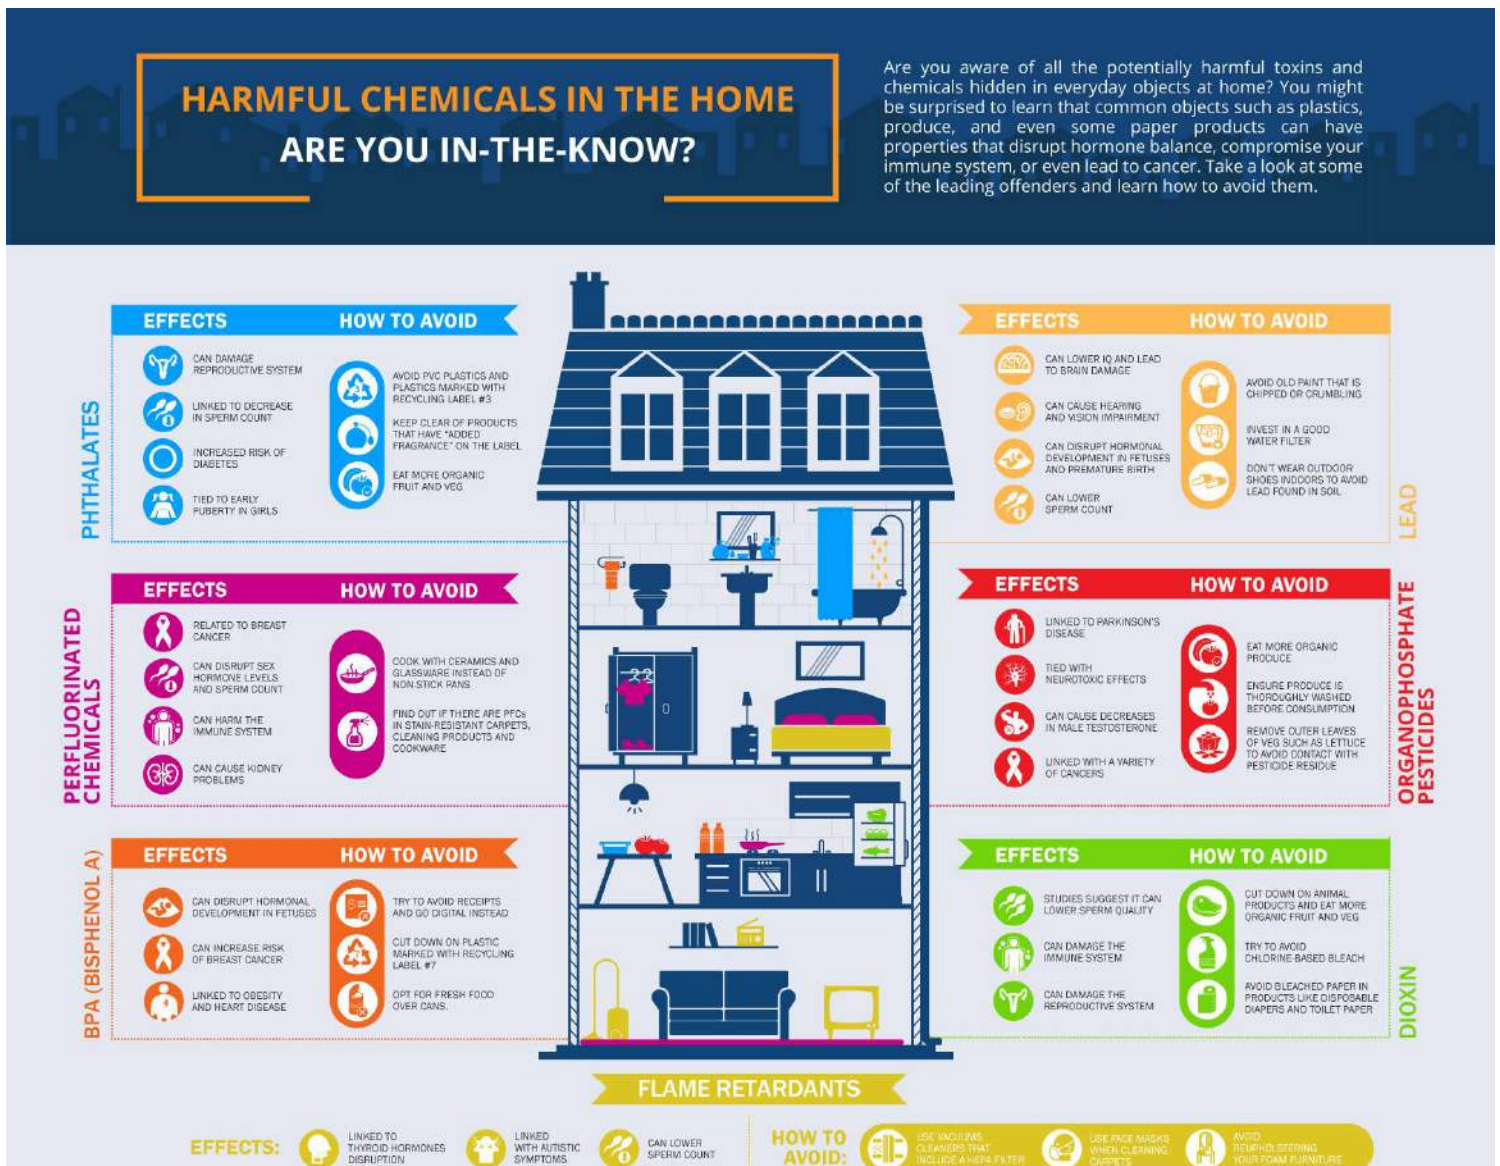 HARMFUL CHEMICALS IN THE HOME
ARE YOU IN-THE-KNOW?
Are you aware of all the potentially harmful toxins and
chemicals hidden in everyday objects at home? You might
be surprised to learn that common objects such as plastics,
produce, and even some paper products can have
properties that disrupt hormone balance, compromise your
immune system, or even lead to cancer. Take a look at some
of the leading offenders and learn how to avoid them.
PHTHALATES
EFFECTS
CAN DAMAGE
REPRODUCTIVE SYSTEM
LINKED TO DECREASE
IN SPERM COUNT
INCREASED RISK OF
DIABETES
TIED TO EARLY
PUBERTY IN GIRLS
HOW TO AVOID
AVOID PVC PLASTICS AND
PLASTICS MARKED WITH
RECYCLING LABEL #3
KEEP CLEAR OF PRODUCTS
THAT HAVE "ADDED
FRAGRANCE" ON THE LABEL
EAT MORE ORGANIC
FRUIT AND VEG
LEAD
EFFECTS
CAN LOWER IQ AND LEAD
TO BRAIN DAMAGE
CAN CAUSE HEARING
AND VISION IMPAIRMENT
CAN DISRUPT HORMONAL
DEVELOPMENT IN FETUSES
AND PREMATURE BIRTH
CAN LOWER
SPERM COUNT
HOW TO AVOID
AVOID OLD PAINT THAT IS
CHIPPED OR CRUMBLING
INVEST IN A GOOD
WATER FILTER
DON'T WEAR OUTDOOR
SHOES INDOORS TO AVOID
LEAD FOUND IN SOIL
PERFLUORINATED
CHEMICALS
EFFECTS
RELATED TO BREAST
CANCER
CAN DISRUPT SEX
HORMONE LEVELS
AND SPERM COUNT
CAN HARM THE
IMMUNE SYSTEM
CAN CAUSE KIDNEY
PROBLEMS
HOW TO AVOID
COOK WITH CERAMICS AND
GLASSWARE INSTEAD OF
NON-STICK PANS
FIND OUT IF THERE ARE PFCs
IN STAIN-RESISTANT CARPETS,
CLEANING PRODUCTS AND
COOKWARE
ORGANOPHOSPHATE
PESTICIDES
EFFECTS
LINKED TO PARKINSON'S
DISEASE
TIED WITH
NEUROTOXIC EFFECTS
CAN CAUSE DECREASES
IN MALE TESTOSTERONE
LINKED WITH A VARIETY
OF CANCERS
HOW TO AVOID
EAT MORE ORGANIC
PRODUCE
ENSURE PRODUCE IS
THOROUGHLY WASHED
BEFORE CONSUMPTION
REMOVE OUTER LEAVES
OF VEG SUCH AS LETTUCE
TO AVOID CONTACT WITH
PESTICIDE RESIDUE
BPA (BISPHENOL A)
EFFECTS
CAN DISRUPT HORMONAL
DEVELOPMENT IN FETUSES
CAN INCREASE RISK
OF BREAST CANCER
LINKED TO OBESITY
AND HEART DISEASE
HOW TO AVOID
TRY TO AVOID RECEIPTS
AND GO DIGITAL INSTEAD
CUT DOWN ON PLASTIC
MARKED WITH RECYCLING
LABEL #7
OPT FOR FRESH FOOD
OVER CANS.
DIOXIN
EFFECTS
STUDIES SUGGEST IT CAN
LOWER SPERM QUALITY
CAN DAMAGE THE
IMMUNE SYSTEM
CAN DAMAGE THE
REPRODUCTIVE SYSTEM
HOW TO AVOID
CUT DOWN ON ANIMAL
PRODUCTS AND EAT MORE
ORGANIC FRUIT AND VEG
TRY TO AVOID
CHLORINE-BASED BLEACH
AVOID BLEACHED PAPER IN
PRODUCTS LIKE DISPOSABLE
DIAPERS AND TOILET PAPER
FLAME RETARDANTS
EFFECTS:
LINKED TO
THYROID HORMONES
DISRUPTION
LINKED
WITH AUTISTIC
SYMPTOMS
CAN LOWER
SPERM COUNT
HOW TO
AVOID:
USE VACUUMS
CLEANERS THAT
INCLUDE A HEPA FILTER
USE FACE MASKS
WHEN CLEANING
CARPETS
AVOID
REUPHOLSTERING
YOUR FOAM FURNITURE